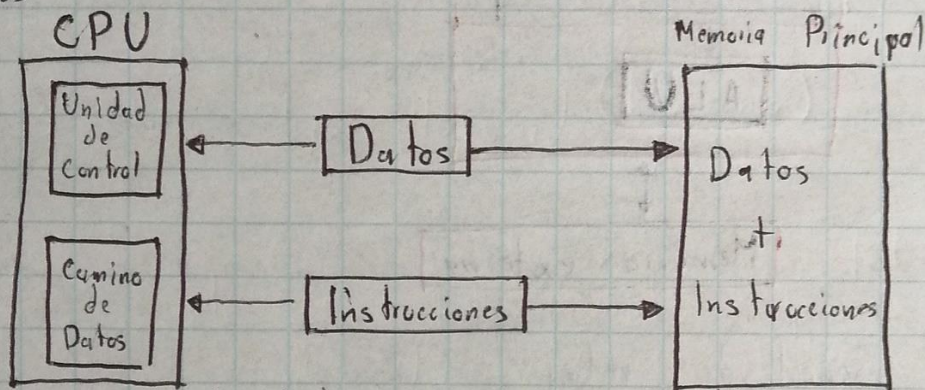 CPU
Memoria Principal
Unidad
de
Control
Datos
Datos
+
Instrucciones
Camino
de
Datos
Instrucciones